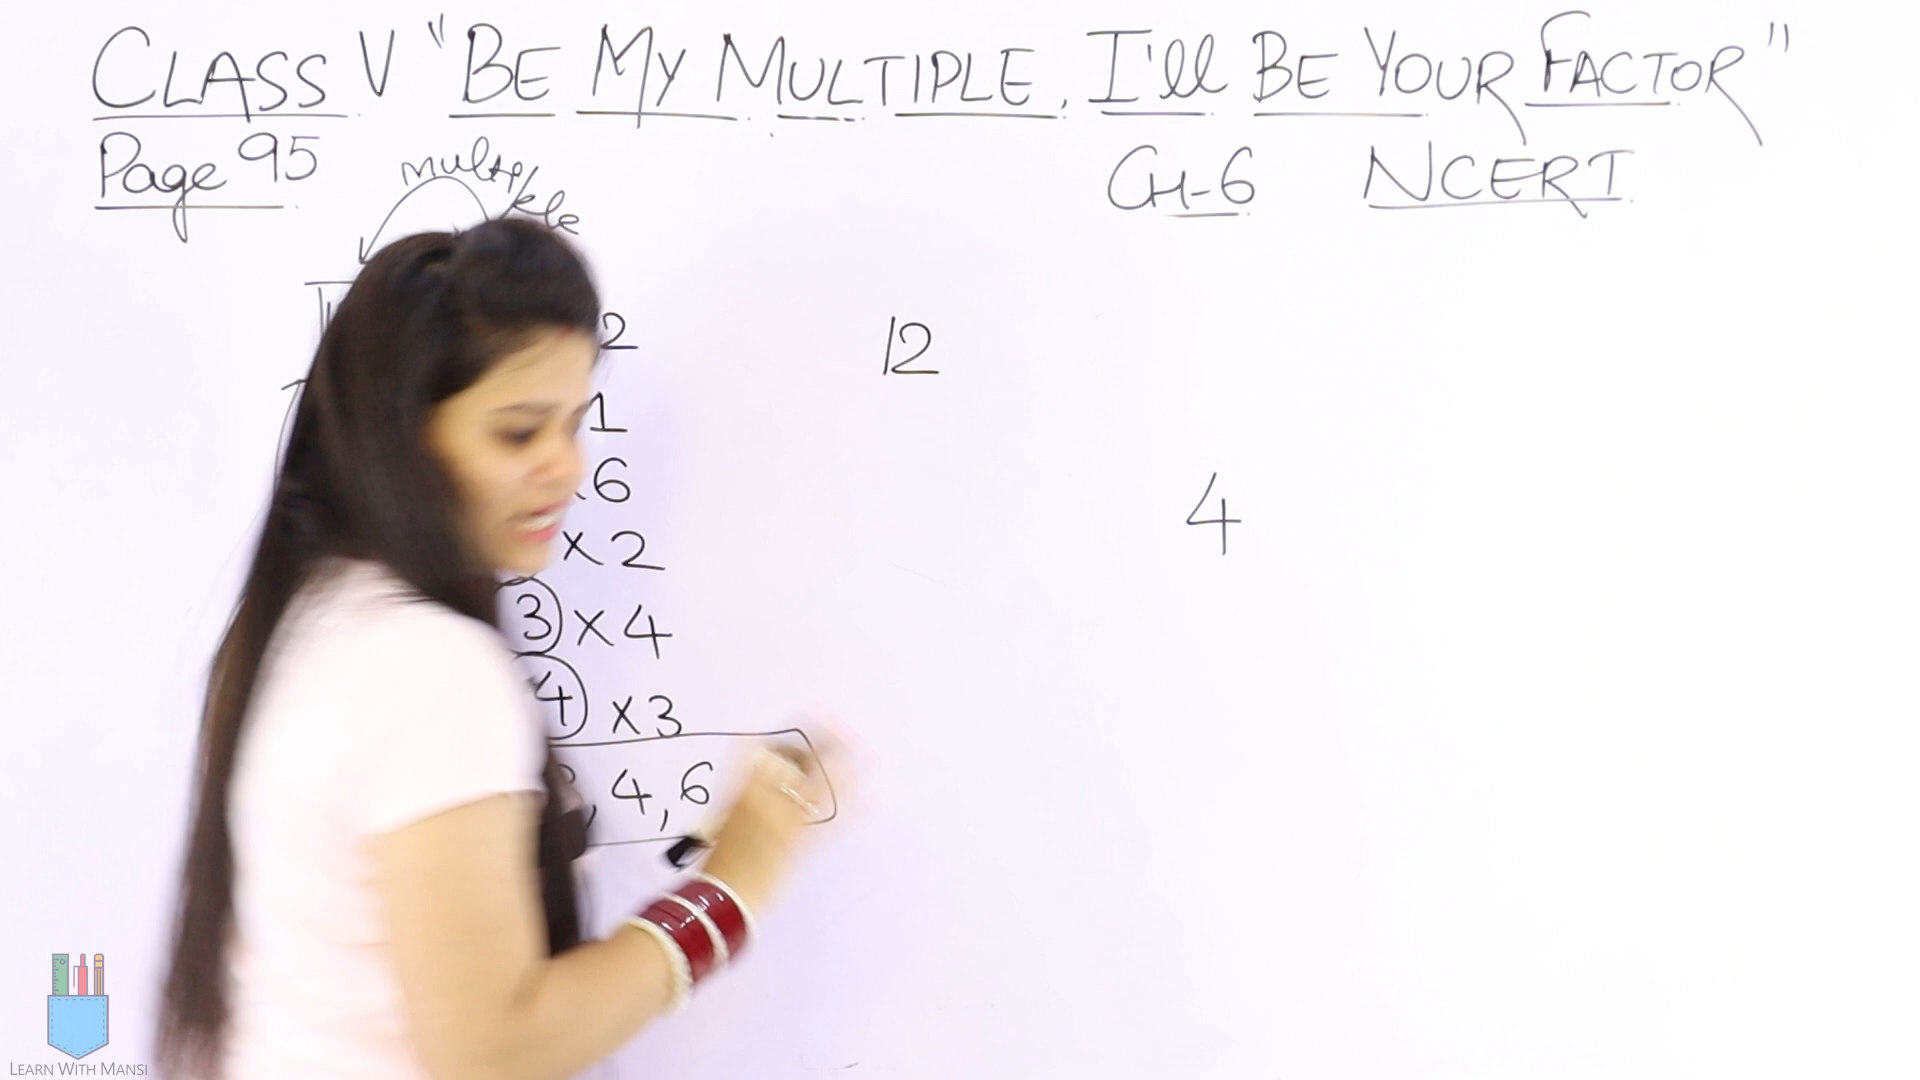 CLASS V "BE MY MULTIPLE, I'll BE YOUR FACTOR"
Page 95
CH-6 NCERT
multiple
2
12
1
6
4
×2
3 ×4
4 ×3
, 4, 6
LEARN WITH MANSI